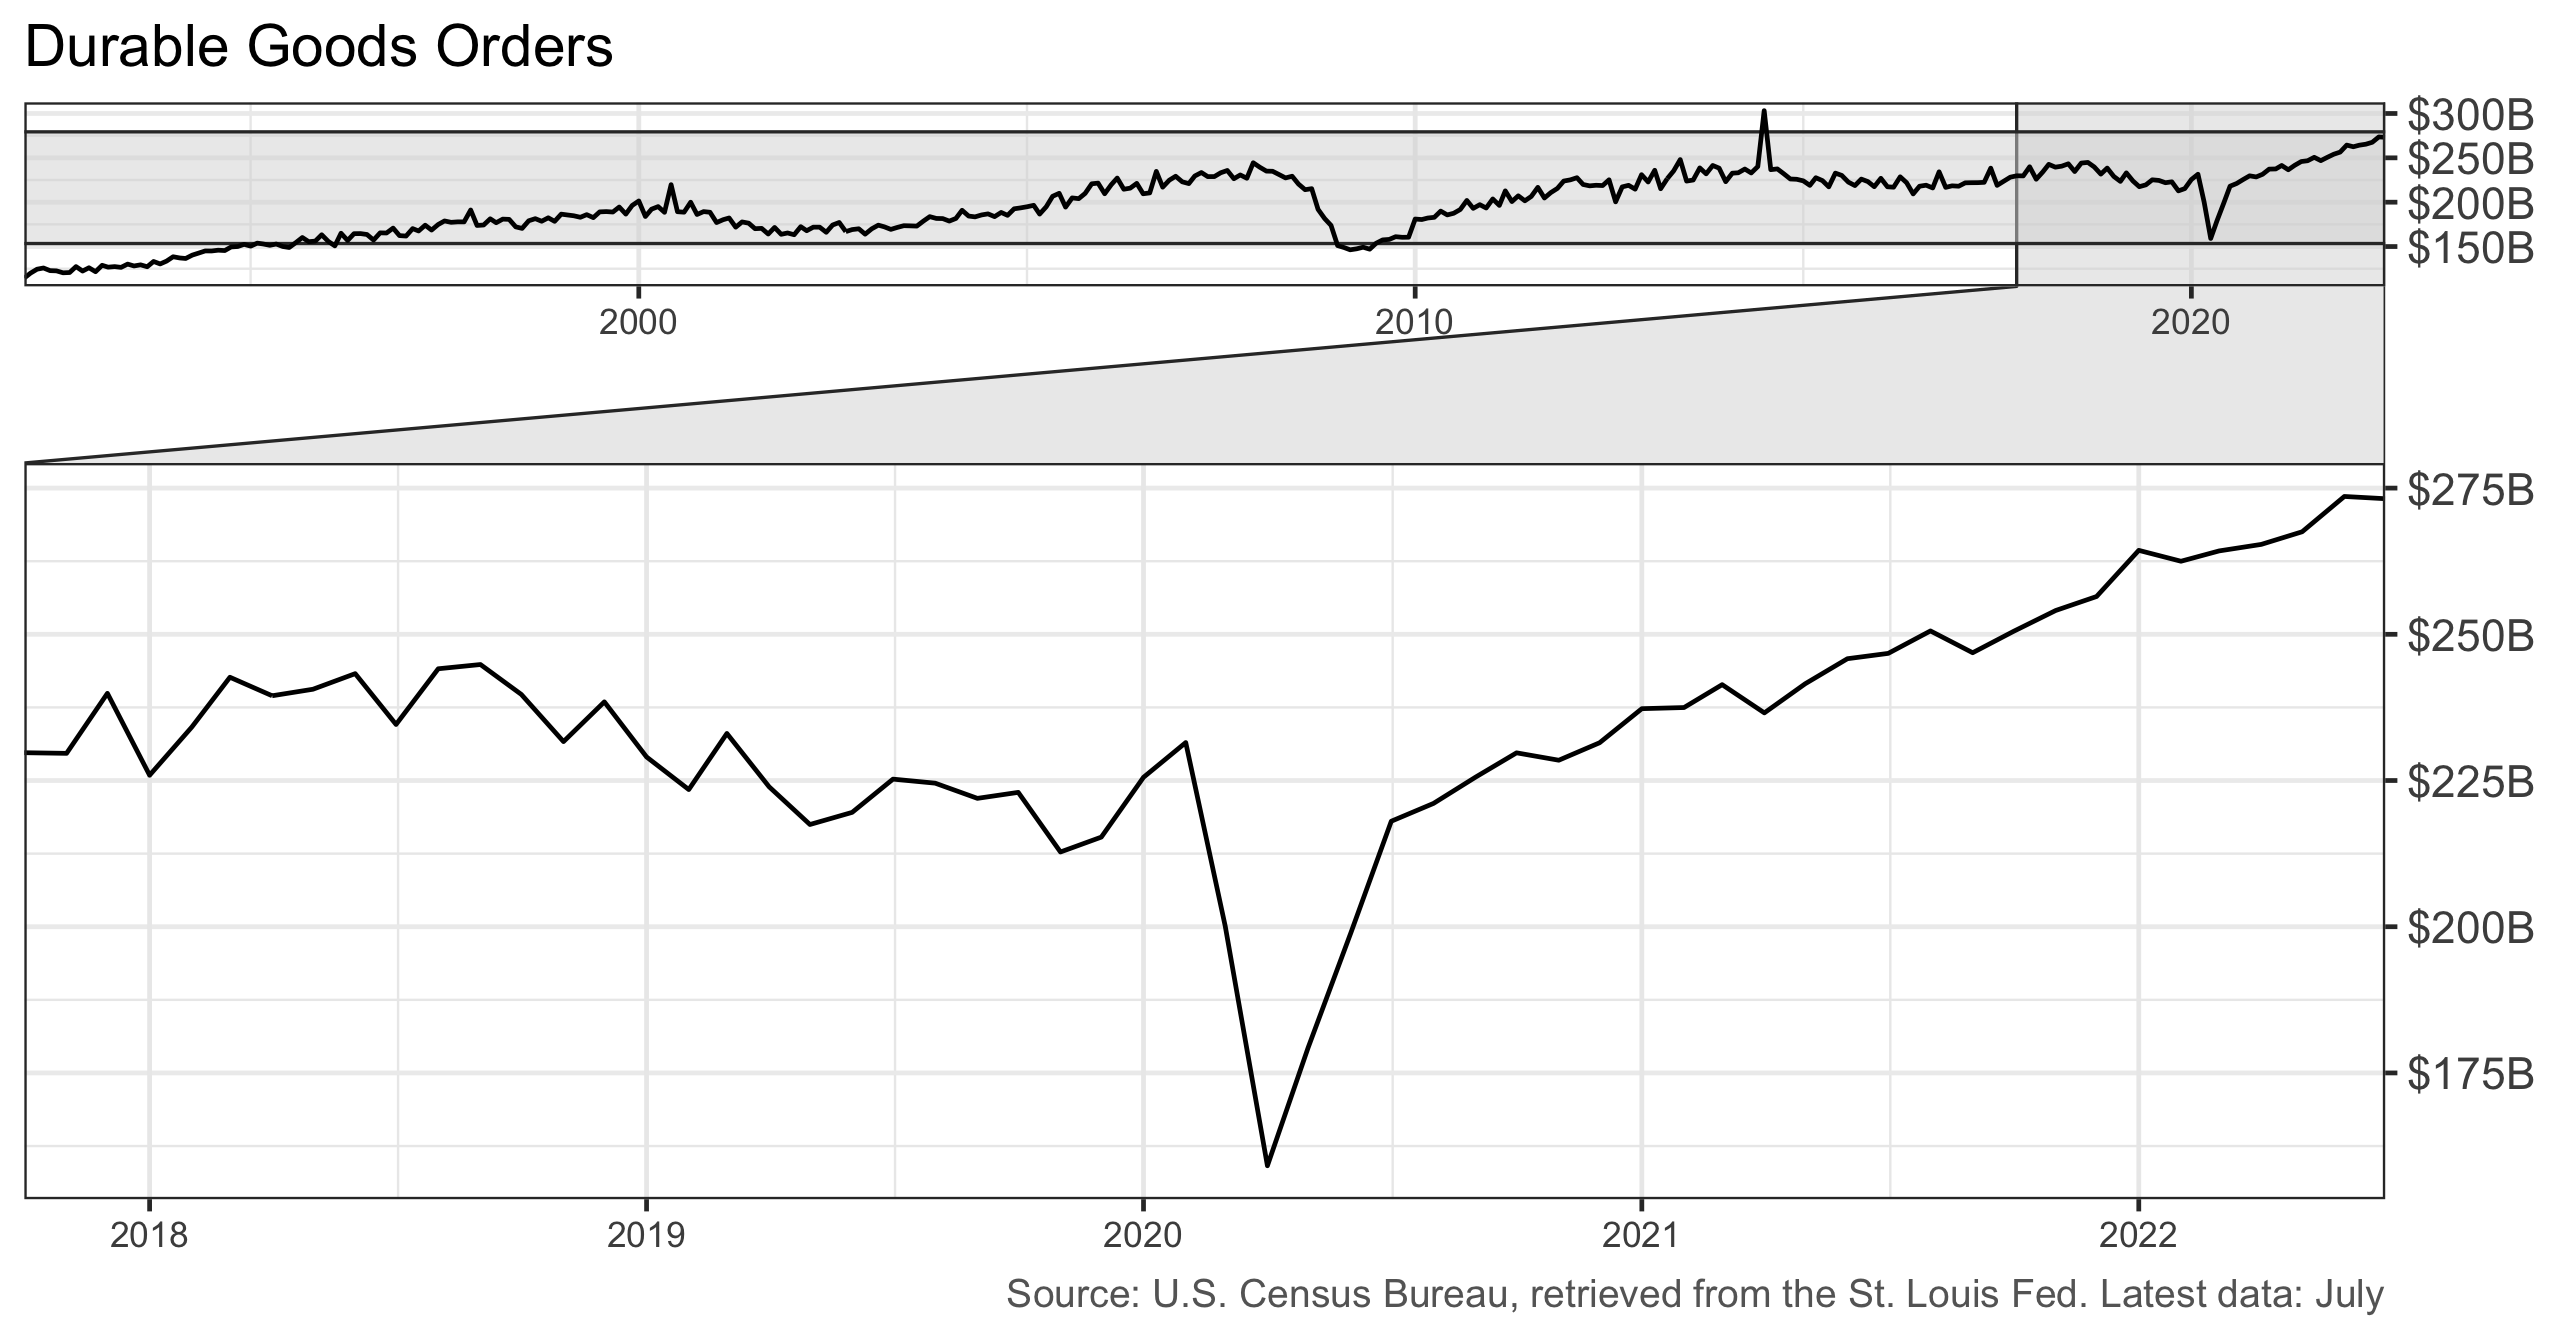 Durable Goods Orders
$300B
$250B
$200B
$150B
2000 2010 2020
$275B
$250B
$225B
$200B
$175B
2018 2019 2020 2021 2022
Source: U.S. Census Bureau, retrieved from the St. Louis Fed. Latest data: July